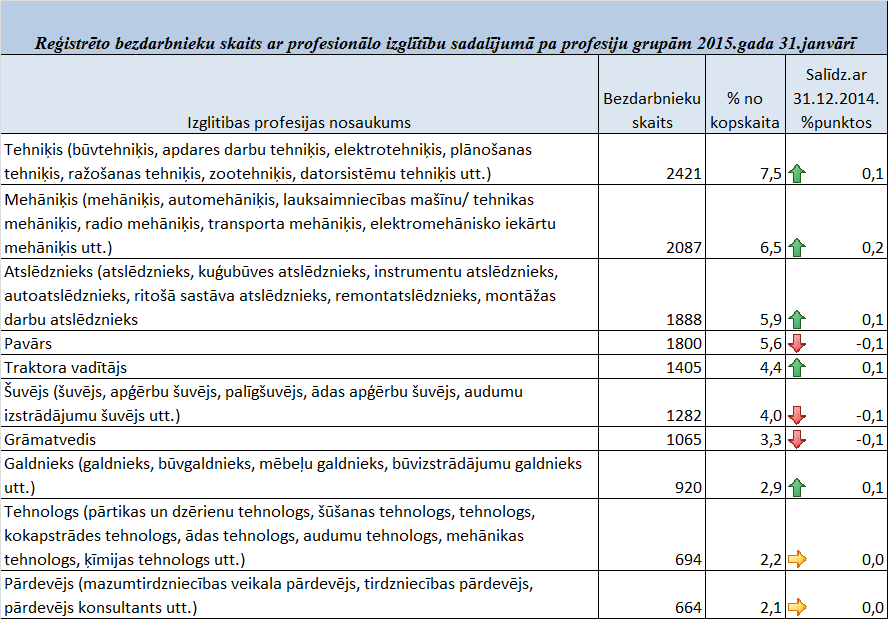 Reģistrēto bezdarbnieku skaits ar profesionālo izglītību sadalījumā pa profesiju grupām 2015.gada 31.janvārī
Izglitības profesijas nosaukums
Bezdarbnieku
skaits
% no
kopskaita
Salīdz.ar
31.12.2014.
%punktos
Tehniķis (būvtehniķis, apdares darbu tehniķis, elektrotehniķis, plānošanas
tehniķis, ražošanas tehniķis, zootehniķis, datorsistēmu tehniķis utt.) 2421 7,5 0,1
Mehāniķis (mehāniķis, automehāniķis, lauksaimniecības mašīnu/ tehnikas
mehāniķis, radio mehāniķis, transporta mehāniķis, elektromehānisko iekārtu
mehāniķis utt.) 2087 6,5 0,2
Atslēdznieks (atslēdznieks, kuģubūves atslēdznieks, instrumentu atslēdznieks,
autoatslēdznieks, ritošā sastāva atslēdznieks, remontatslēdznieks, montāžas
darbu atslēdznieks 1888 5,9 0,1
Pavārs 1800 5,6 -0,1
Traktora vadītājs 1405 4,4 0,1
Šuvējs (šuvējs, apģērbu šuvējs, palīgšuvējs, ādas apģērbu šuvējs, audumu
izstrādājumu šuvējs utt.) 1282 4,0 -0,1
Grāmatvedis 1065 3,3 -0,1
Galdnieks (galdnieks, būvgaldnieks, mēbeļu galdnieks, būvizstrādājumu galdnieks
utt.) 920 2,9 0,1
Tehnologs (pārtikas un dzērienu tehnologs, šūšanas tehnologs, tehnologs,
kokapstrādes tehnologs, ādas tehnologs, audumu tehnologs, mehānikas
tehnologs, ķīmijas tehnologs utt.) 694 2,2 0,0
Pārdevējs (mazumtirdzniecības veikala pārdevējs, tirdzniecības pārdevējs,
pārdevējs konsultants utt.) 664 2,1 0,0